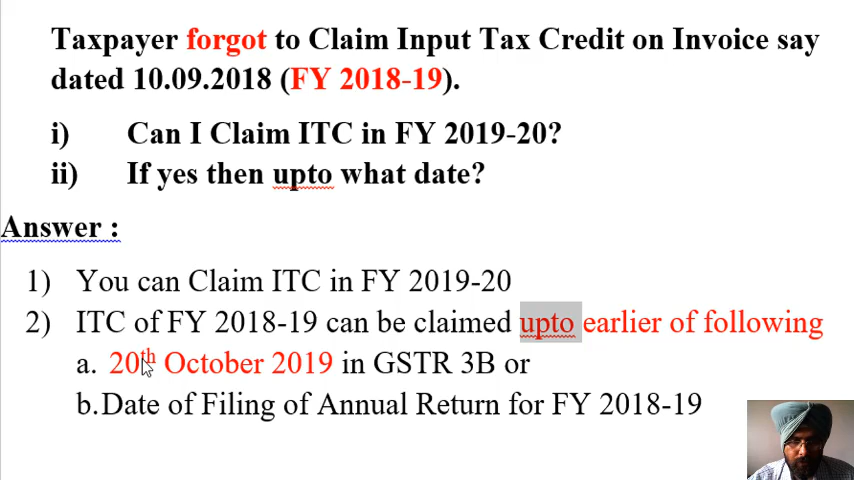 Taxpayer forgot to Claim Input Tax Credit on Invoice say
dated 10.09.2018 (FY 2018-19).
i) Can I Claim ITC in FY 2019-20?
ii) If yes then upto what date?
Answer :
1) You can Claim ITC in FY 2019-20
2) ITC of FY 2018-19 can be claimed upto earlier of following
a. 20th October 2019 in GSTR 3B or
b.Date of Filing of Annual Return for FY 2018-19